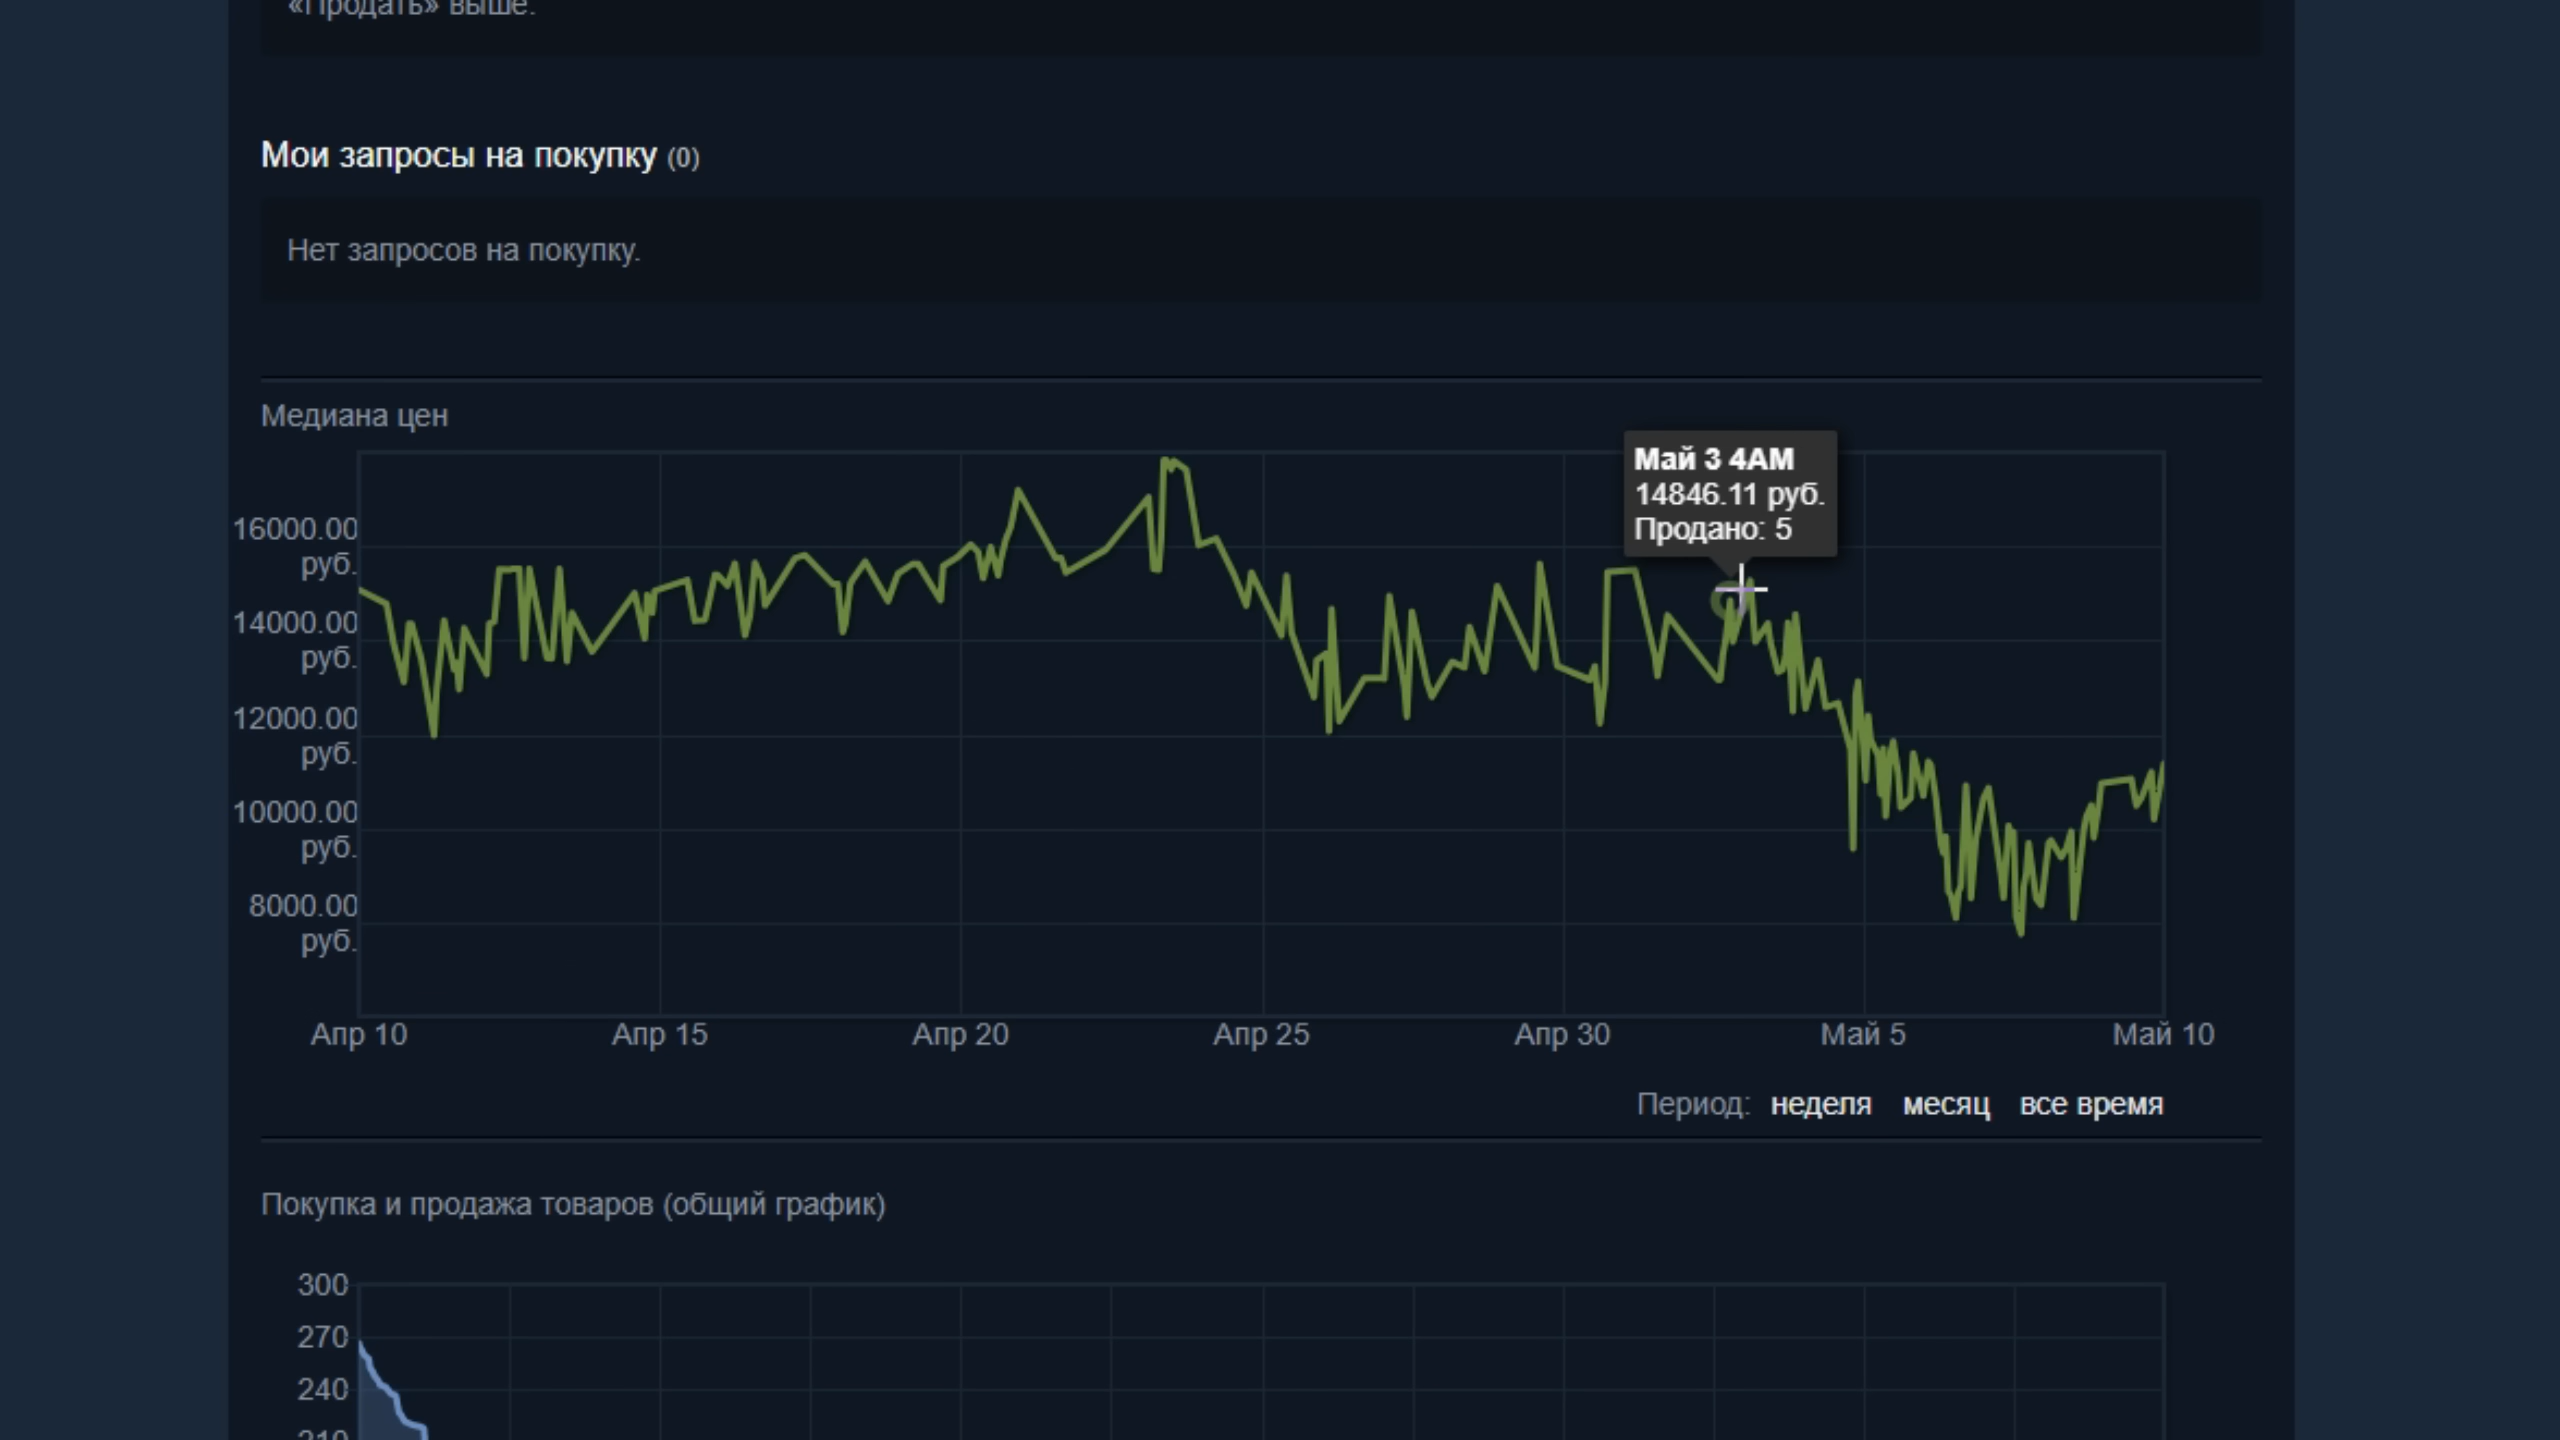 «Продать» выше.
Мои запросы на покупку (0)
Нет запросов на покупку.
Медиана цен
Май 3 4AM
14846.11 руб.
Продано: 5
16000.00
руб.
14000.00
руб.
12000.00
руб.
10000.00
руб.
8000.00
руб.
Апр 10 Апр 15 Апр 20 Апр 25 Апр 30 Май 5 Май 10
Период: неделя месяц все время
Покупка и продажа товаров (общий график)
300
270
240
210